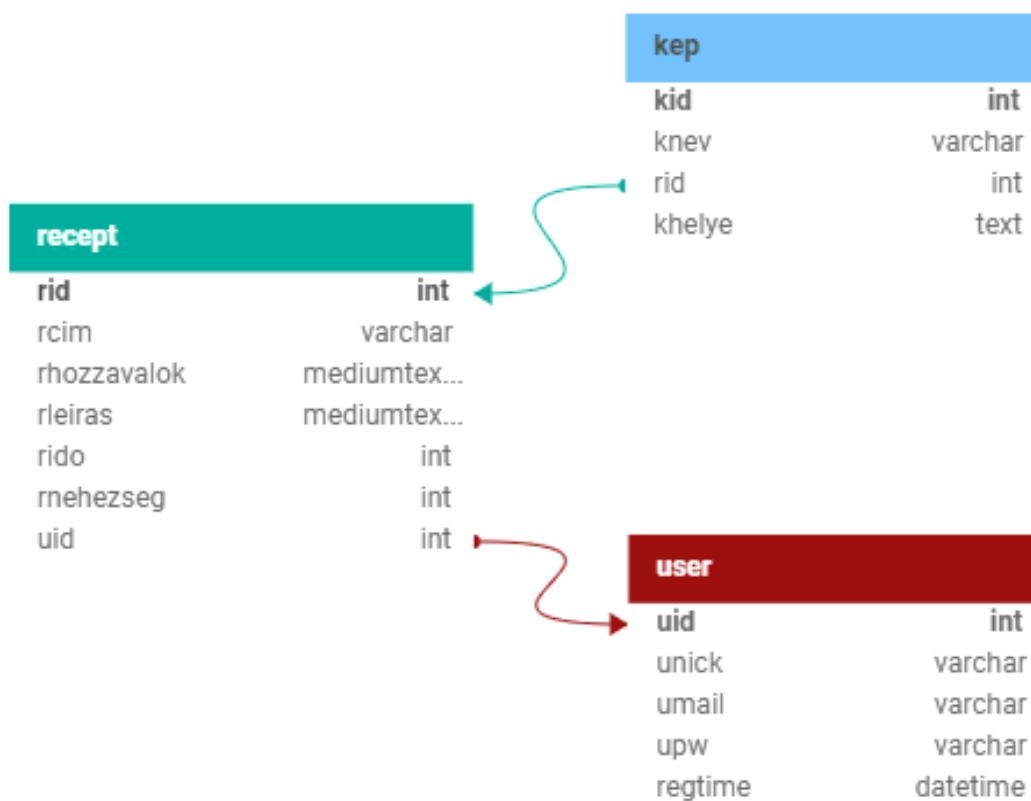 kep
kid int
knev varchar
rid int
khelye text
recept
rid int
rcim varchar
rhozzavalok mediumtex...
rleiras mediumtex...
rido int
rnehezseg int
uid int
user
uid int
unick varchar
umail varchar
upw varchar
regtime datetime